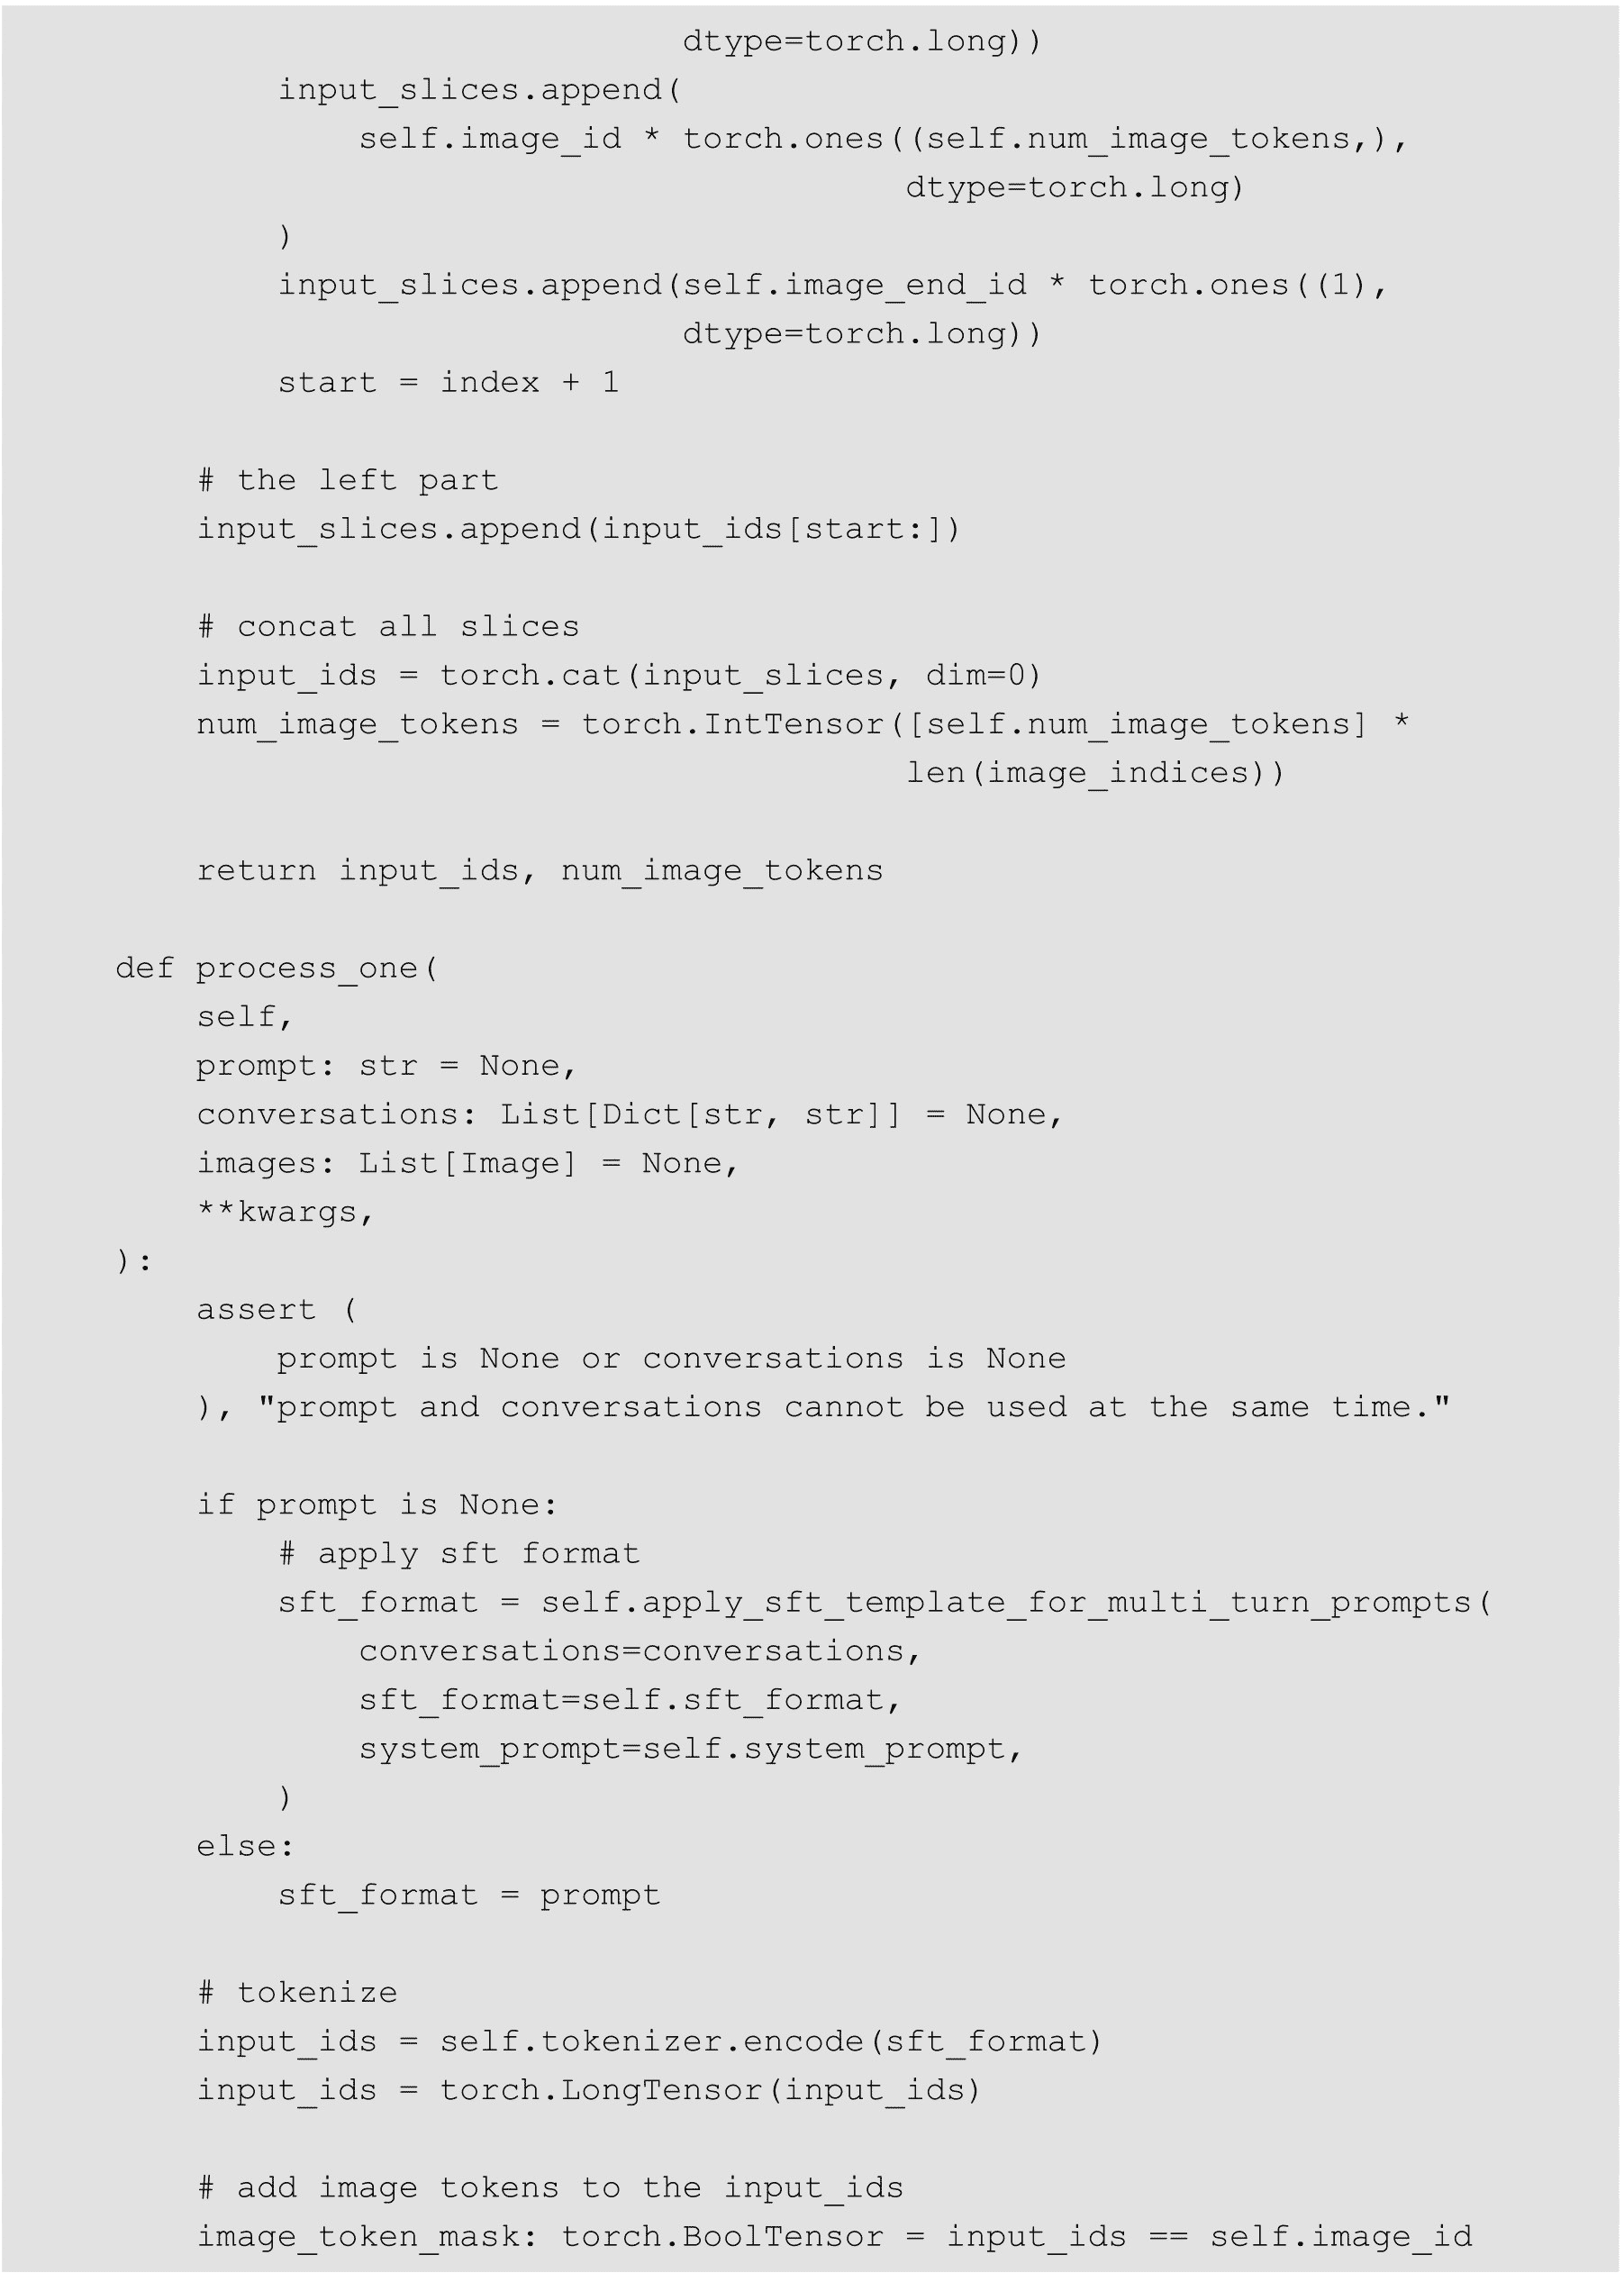 dtype=torch.long))
input_slices.append(
self.image_id * torch.ones((self.num_image_tokens,),
dtype=torch.long)
)
input_slices.append(self.image_end_id * torch.ones((1),
dtype=torch.long))
start = index + 1
# the left part
input_slices.append(input_ids[start:])
# concat all slices
input_ids = torch.cat(input_slices, dim=0)
num_image_tokens = torch.IntTensor([self.num_image_tokens] *
len(image_indices))
return input_ids, num_image_tokens
def process_one(
self,
prompt: str = None,
conversations: List[Dict[str, str]] = None,
images: List[Image] = None,
**kwargs,
):
assert (
prompt is None or conversations is None
), "prompt and conversations cannot be used at the same time."
if prompt is None:
# apply sft format
sft_format = self.apply_sft_template_for_multi_turn_prompts(
conversations=conversations,
sft_format=self.sft_format,
system_prompt=self.system_prompt,
)
else:
sft_format = prompt
# tokenize
input_ids = self.tokenizer.encode(sft_format)
input_ids = torch.LongTensor(input_ids)
# add image tokens to the input_ids
image_token_mask: torch.BoolTensor = input_ids == self.image_id